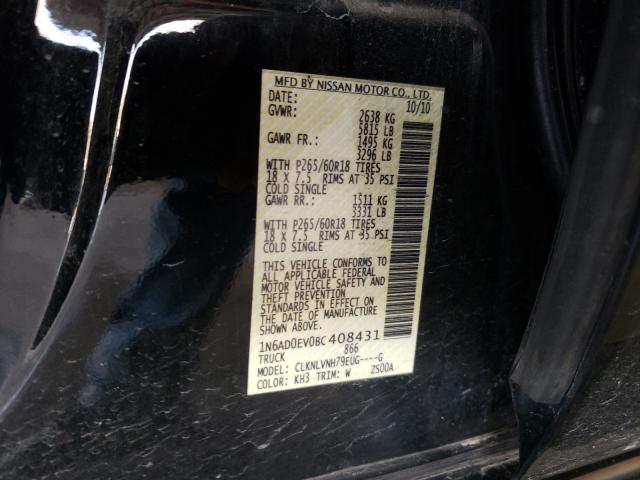 MFD BY NISSAN MOTOR CO., LTD.
DATE: 10/10
GVWR: 2638 KG
5815 LB
GAWR FR.: 1495 KG
3296 LB
WITH P265/60R18 TIRES
18 X 7.5 RIMS AT 35 PSI
COLD SINGLE
GAWR RR.: 1511 KG
3331 LB
WITH P265/60R18 TIRES
18 X 7.5 RIMS AT 35 PSI
COLD SINGLE
THIS VEHICLE CONFORMS TO
ALL APPLICABLE FEDERAL
MOTOR VEHICLE SAFETY AND
THEFT PREVENTION
STANDARDS IN EFFECT ON
THE DATE OF MANUFACTURE
SHOWN ABOVE.
1N6AD0EV0BC408431
TRUCK 866
MODEL: CLKNLVNH79EUG----G
COLOR: KH3 TRIM: W ZS00A